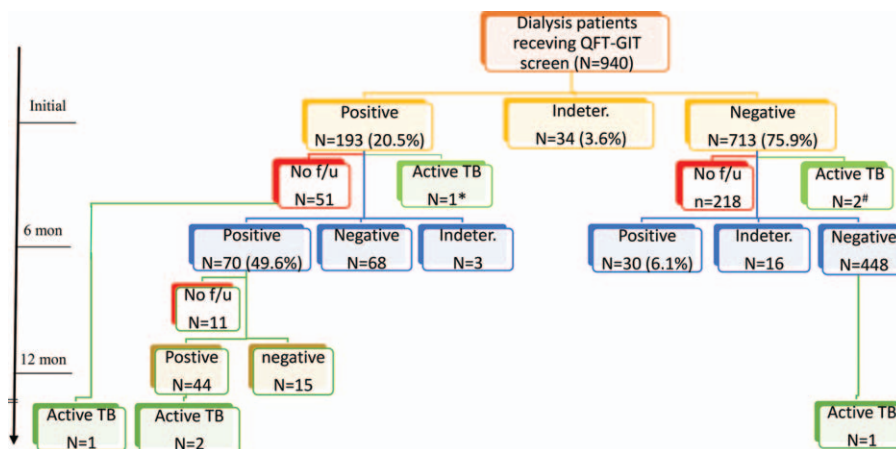 Dialysis patients
receving QFT-GIT
screen (N=940)
Initial
Positive
N=193 (20.5%)
Indeter.
N=34 (3.6%)
Negative
N=713 (75.9%)
No f/u
N=51
Active TB
N=1*
No f/u
n=218
Active TB
N=2#
6 mon
Positive
N=70 (49.6%)
Negative
N=68
Indeter.
N=3
Positive
N=30 (6.1%)
Indeter.
N=16
Negative
N=448
No f/u
N=11
12 mon
Postive
N=44
negative
N=15
Active TB
N=1
Active TB
N=2
Active TB
N=1